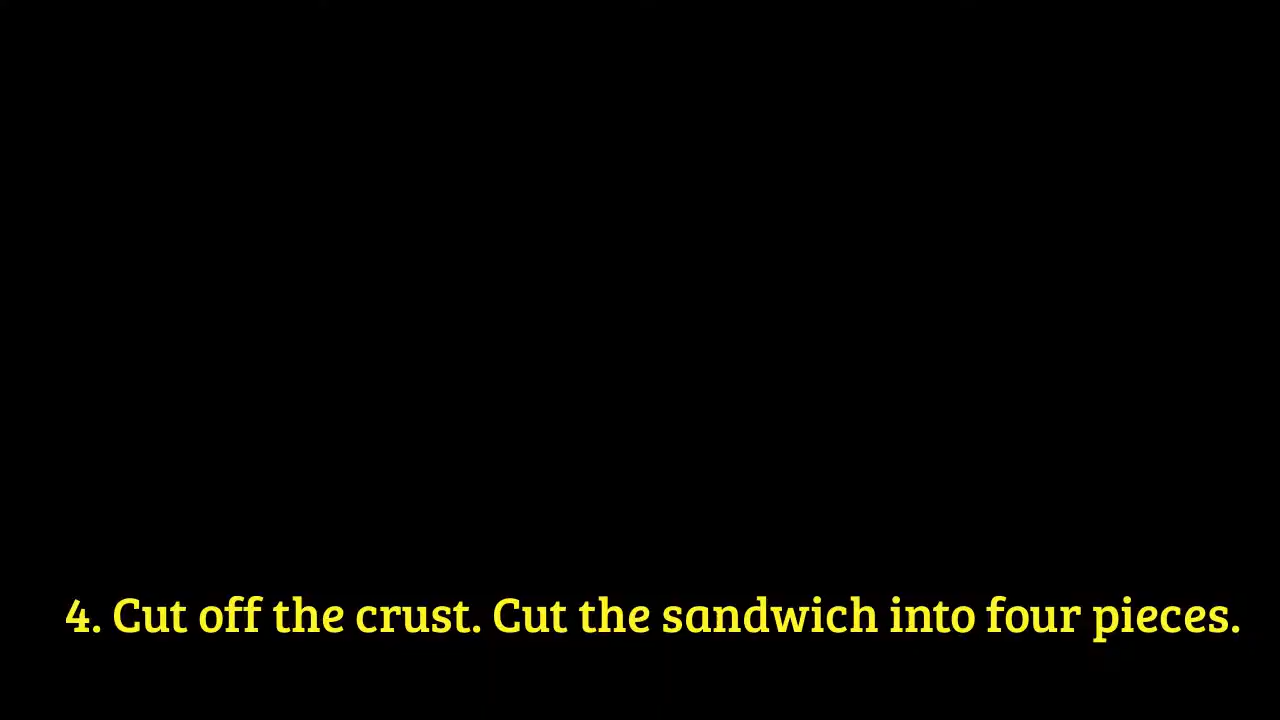 4. Cut off the crust. Cut the sandwich into four pieces.